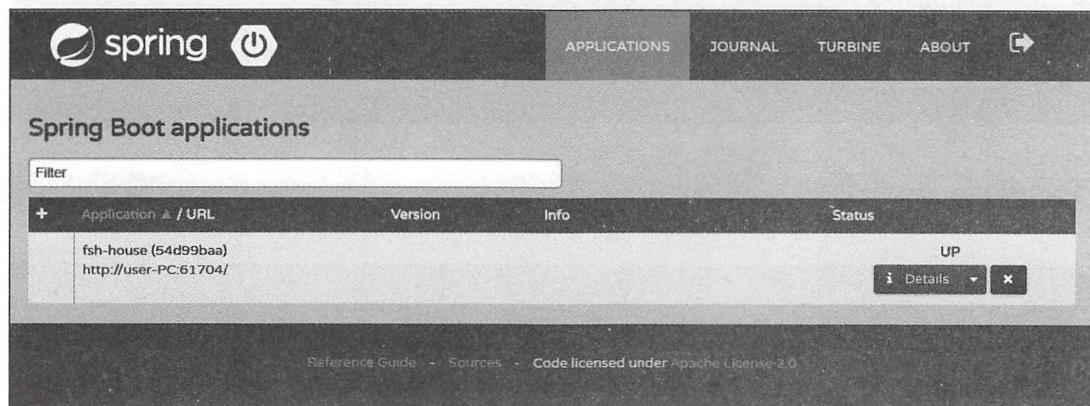 spring
APPLICATIONS JOURNAL TURBINE ABOUT
Spring Boot applications
Filter
+ Application ▲ / URL Version Info Status
fsh-house (54d99baa)
http://user-PC:61704/
UP
i Details ▾ ×
Reference Guide - Sources - Code licensed under Apache License 2.0